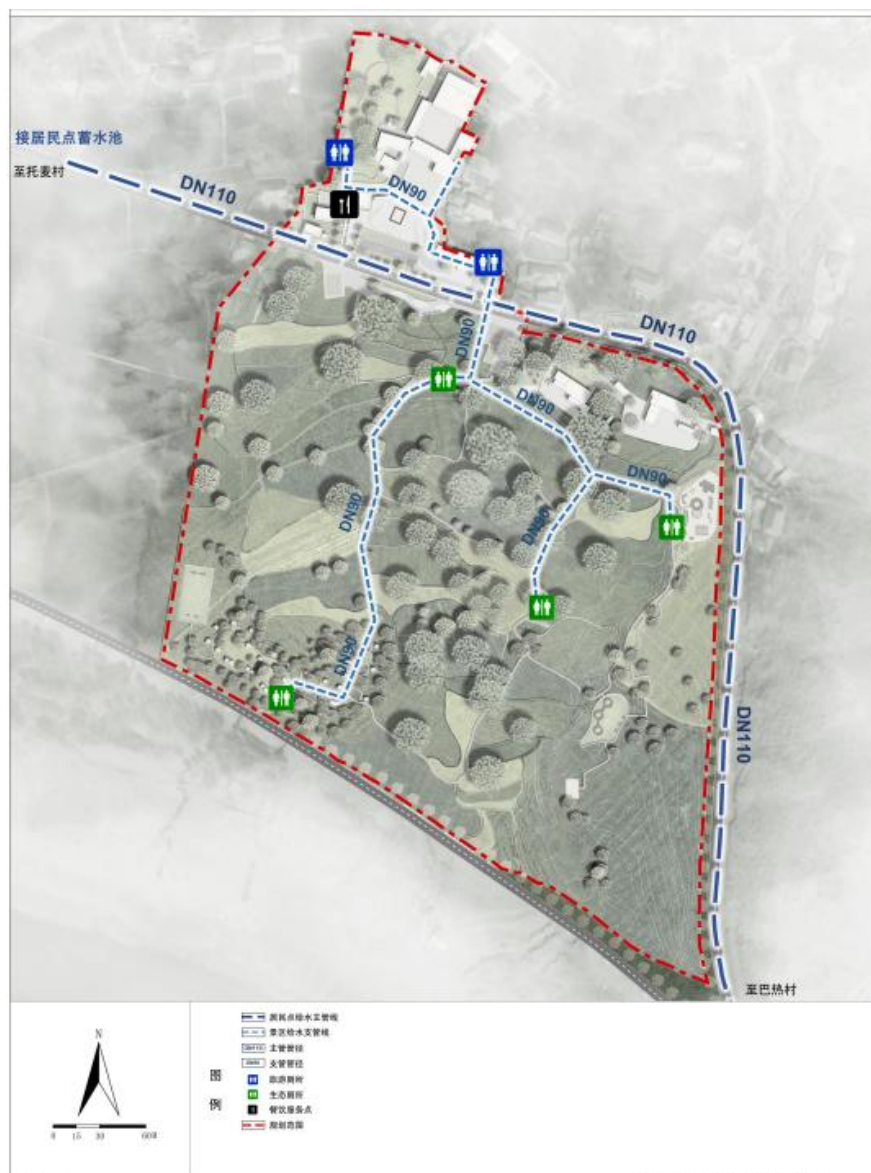 接居民点蓄水池
至托麦村
DN110
DN90
DN110
DN90
DN90
DN90
DN90
DN90
DN90
DN110
至巴热村
N
0 15 30 60M
图
例
居民点给水主管线
景区给水支管线
DN110 主管管径
DN90 支管管径
旅游厕所
生态厕所
餐饮服务点
规划范围